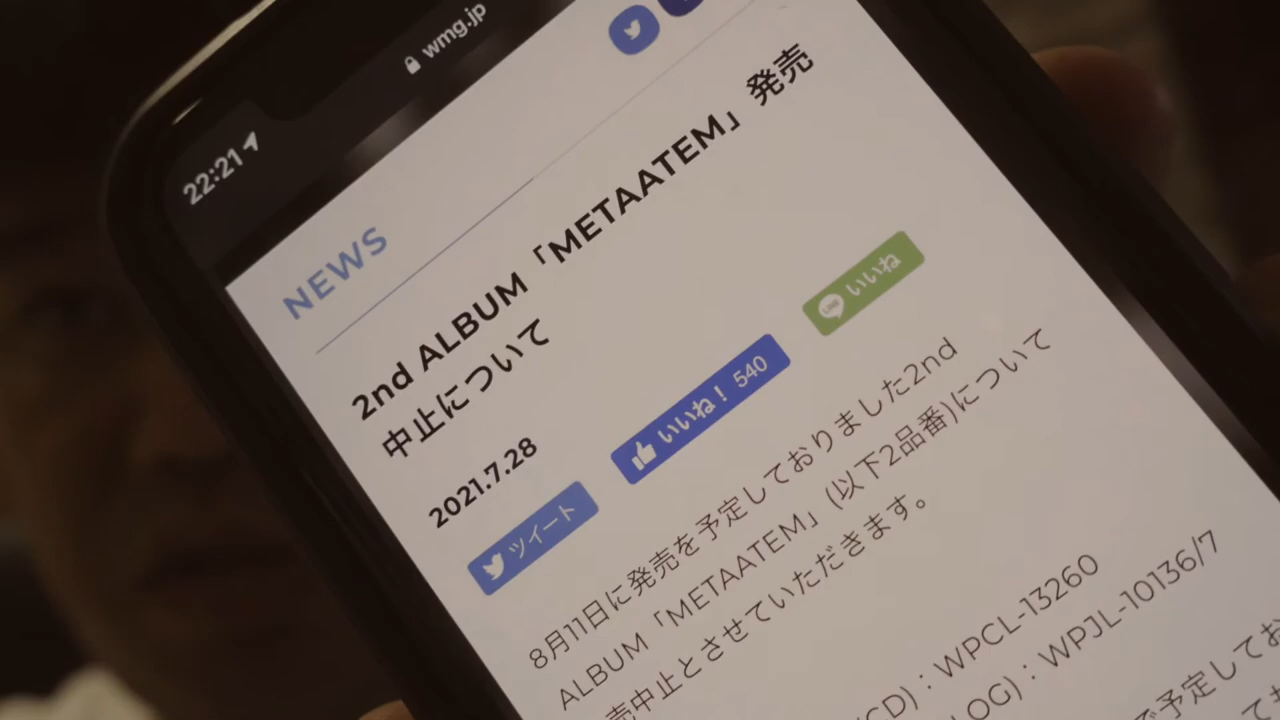 22:21
wmg.jp
NEWS
2nd ALBUM「METAATEM」発売
中止について
2021.7.28
ツイート
いいね！ 540
LINE いいね
8月11日に発売を予定しておりました2nd
ALBUM「METAATEM」(以下2品番)について
売中止とさせていただきます。
CD)：WPCL-13260
LOG)：WPJL-10136/7
で予定してお